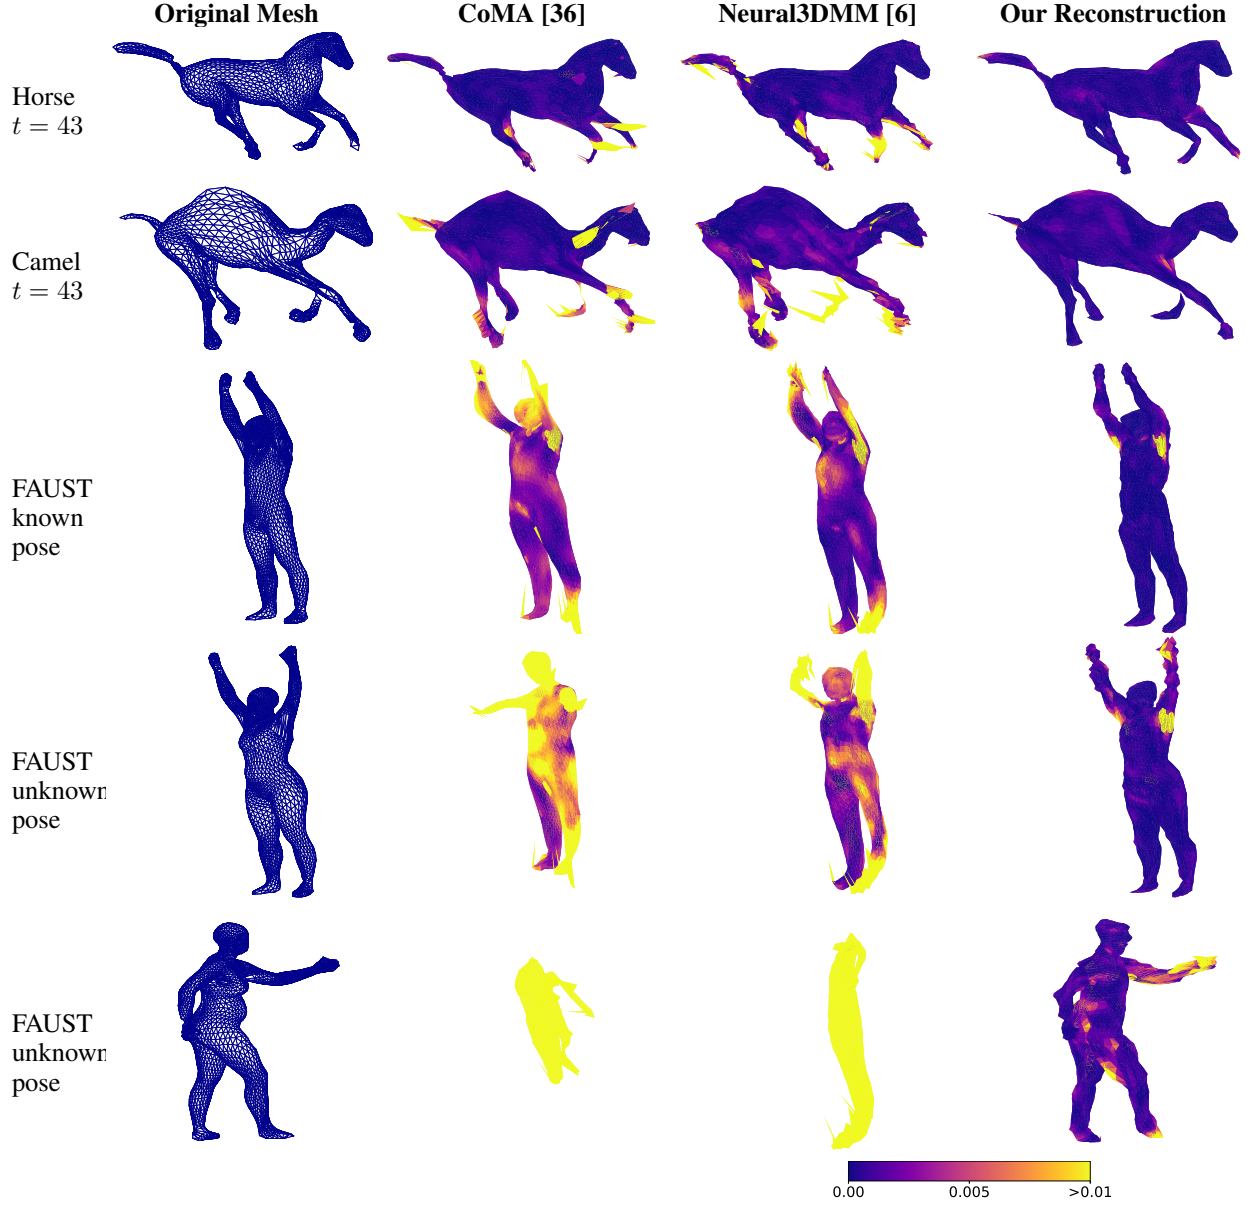 Original Mesh CoMA [36] Neural3DMM [6] Our Reconstruction
Horse
t = 43
Camel
t = 43
FAUST
known
pose
FAUST
unknown
pose
FAUST
unknown
pose
0.00 0.005 >0.01